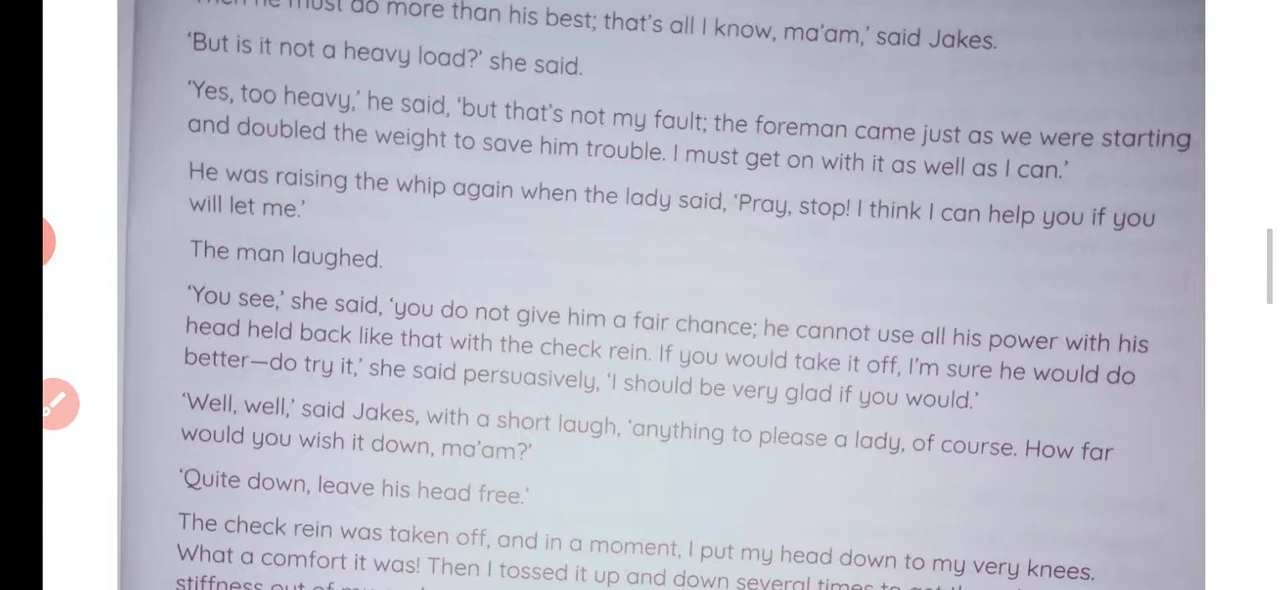 he must do more than his best; that's all I know, ma'am,' said Jakes.
'But is it not a heavy load?' she said.
'Yes, too heavy,' he said, 'but that's not my fault; the foreman came just as we were starting
and doubled the weight to save him trouble. I must get on with it as well as I can.'
He was raising the whip again when the lady said, 'Pray, stop! I think I can help you if you
will let me.'
The man laughed.
'You see,' she said, 'you do not give him a fair chance; he cannot use all his power with his
head held back like that with the check rein. If you would take it off, I'm sure he would do
better—do try it,' she said persuasively, 'I should be very glad if you would.'
'Well, well,' said Jakes, with a short laugh, 'anything to please a lady, of course. How far
would you wish it down, ma'am?'
'Quite down, leave his head free.'
The check rein was taken off, and in a moment, I put my head down to my very knees.
What a comfort it was! Then I tossed it up and down several times to
stiffness out of